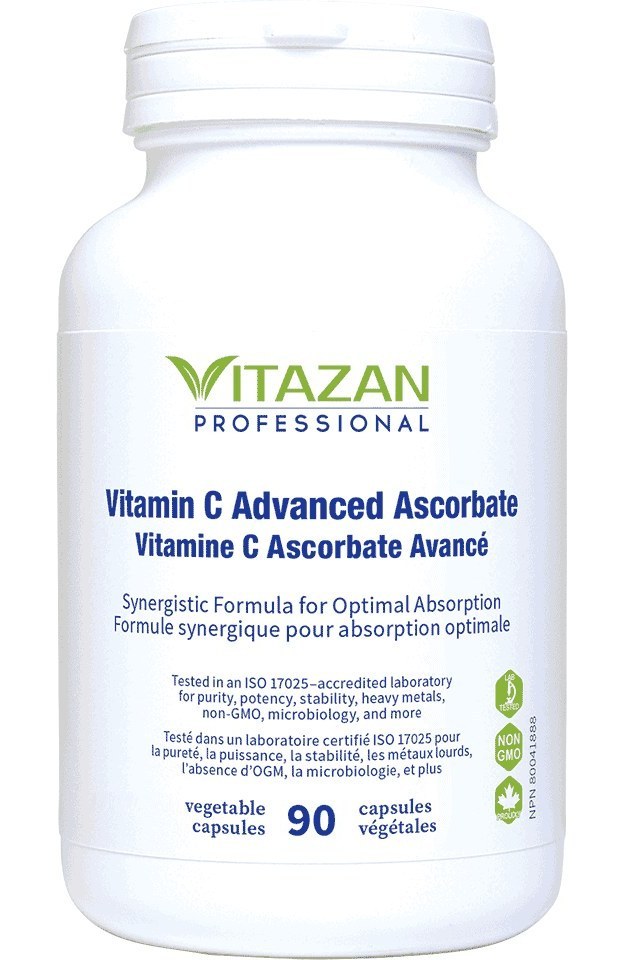 VITAZAN
PROFESSIONAL
Vitamin C Advanced Ascorbate
Vitamine C Ascorbate Avancé
Synergistic Formula for Optimal Absorption
Formule synergique pour absorption optimale
Tested in an ISO 17025–accredited laboratory
for purity, potency, stability, heavy metals,
non-GMO, microbiology, and more
Testé dans un laboratoire certifié ISO 17025 pour
la pureté, la puissance, la stabilité, les métaux lourds,
l'absence d'OGM, la microbiologie, et plus
vegetable
capsules
90
capsules
végétales
LAB
TESTED
NON
GMO
NPN 80041888